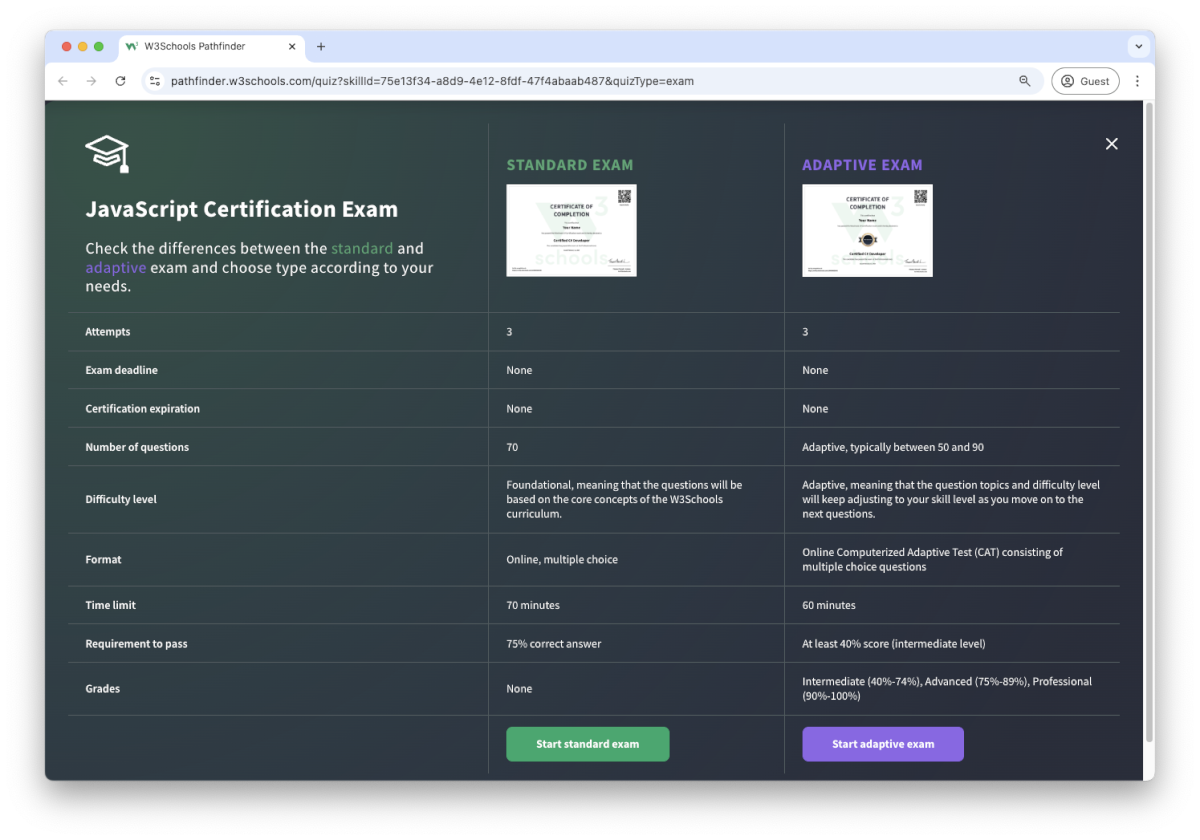 W3Schools Pathfinder
pathfinder.w3schools.com/quiz?skillId=75e13f34-a8d9-4e12-8fdf-47f4abaab487&quizType=exam
Guest
JavaScript Certification Exam
Check the differences between the standard and
adaptive exam and choose type according to your
needs.
STANDARD EXAM
CERTIFICATE OF
COMPLETION
Your Name
Certified C# Developer
schools
ADAPTIVE EXAM
CERTIFICATE OF
COMPLETION
Your Name
Certified C# Developer
Attempts
3
3
Exam deadline
None
None
Certification expiration
None
None
Number of questions
70
Adaptive, typically between 50 and 90
Difficulty level
Foundational, meaning that the questions will be
based on the core concepts of the W3Schools
curriculum.
Adaptive, meaning that the question topics and difficulty level
will keep adjusting to your skill level as you move on to the
next questions.
Format
Online, multiple choice
Online Computerized Adaptive Test (CAT) consisting of
multiple choice questions
Time limit
70 minutes
60 minutes
Requirement to pass
75% correct answer
At least 40% score (intermediate level)
Grades
None
Intermediate (40%-74%), Advanced (75%-89%), Professional
(90%-100%)
Start standard exam
Start adaptive exam